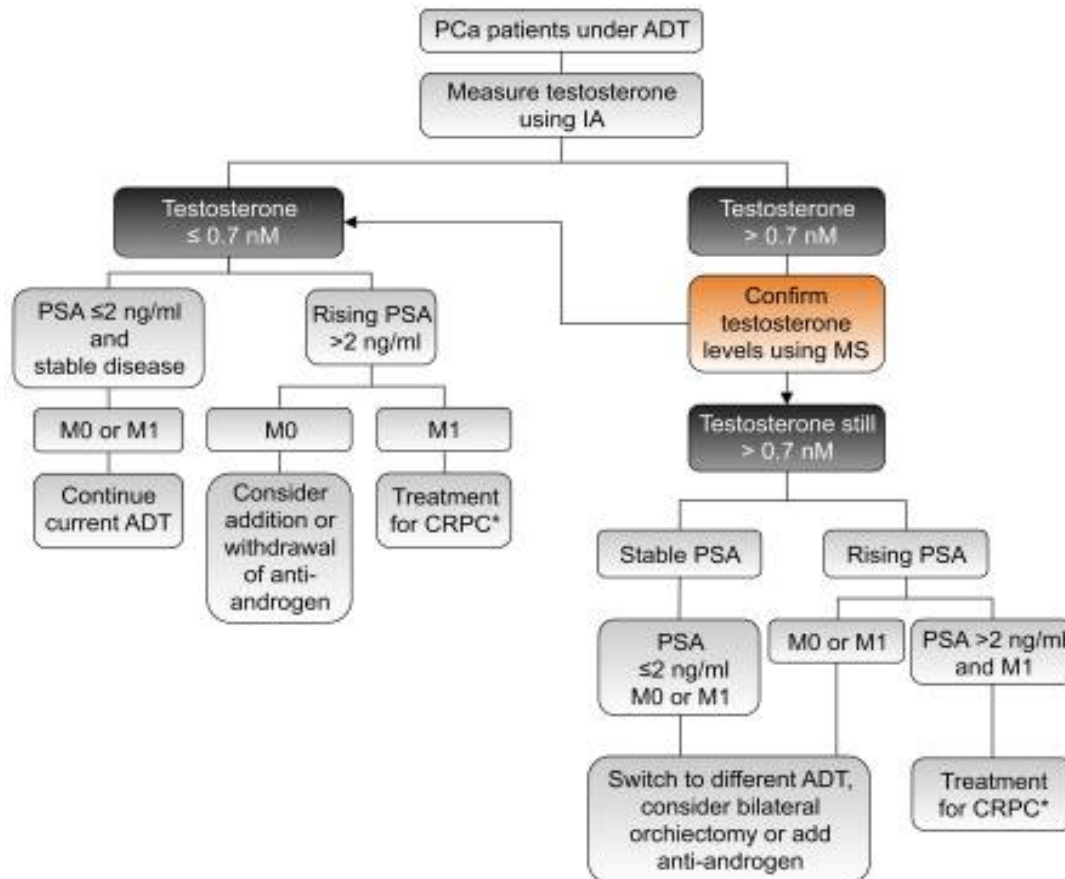 PCa patients under ADT
Measure testosterone
using IA
Testosterone
≤ 0.7 nM
Testosterone
> 0.7 nM
PSA ≤2 ng/ml
and
stable disease
Rising PSA
>2 ng/ml
Confirm
testosterone
levels using MS
M0 or M1
M0
M1
Testosterone still
> 0.7 nM
Continue
current ADT
Consider
addition or
withdrawal
of anti-
androgen
Treatment
for CRPC*
Stable PSA
Rising PSA
PSA
≤2 ng/ml
M0 or M1
M0 or M1
PSA >2 ng/ml
and M1
Switch to different ADT,
consider bilateral
orchiectomy or add
anti-androgen
Treatment
for CRPC*